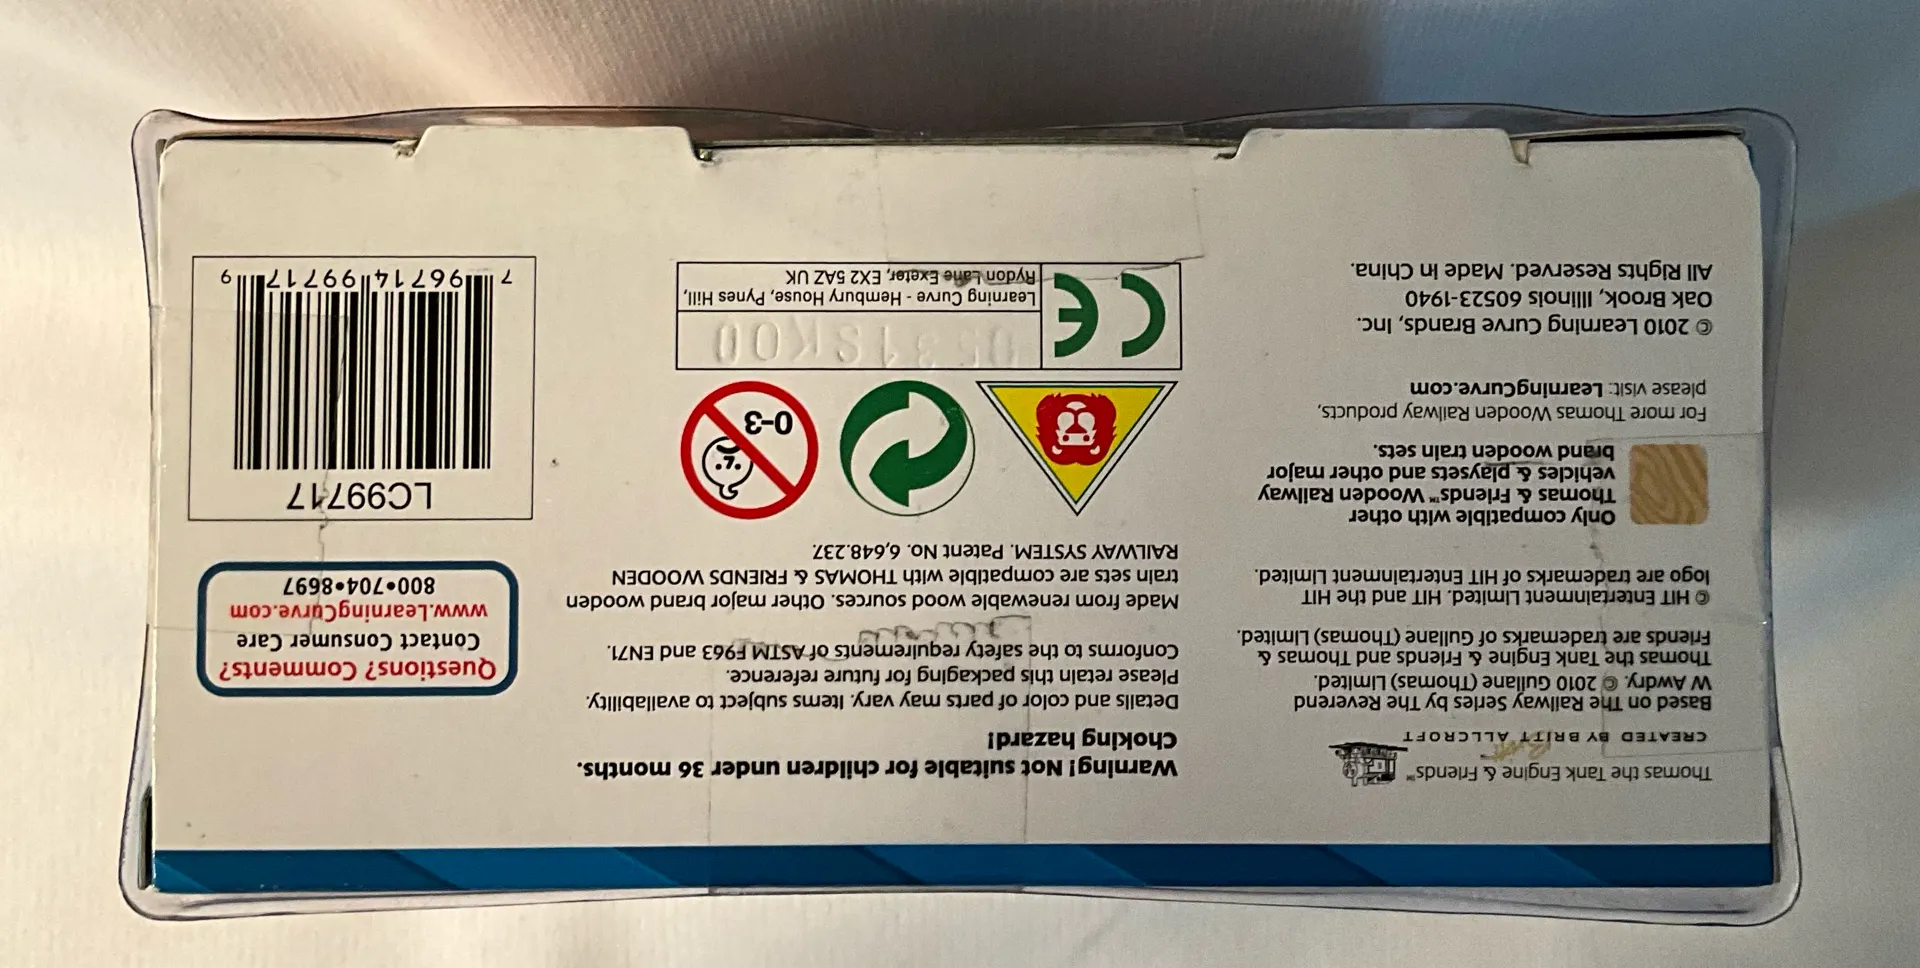 Thomas the Tank Engine & Friends™
CREATED BY BRITT ALLCROFT
Based on The Railway Series by The Reverend
W Awdry. © 2010 Gullane (Thomas) Limited.
Thomas the Tank Engine & Friends and Thomas &
Friends are trademarks of Gullane (Thomas) Limited.
© HIT Entertainment Limited. HIT and the HIT
logo are trademarks of HIT Entertainment Limited.
Only compatible with other
Thomas & Friends™ Wooden Railway
vehicles & playsets and other major
brand wooden train sets.
For more Thomas Wooden Railway products,
please visit: LearningCurve.com
© 2010 Learning Curve Brands, Inc.
Oak Brook, Illinois 60523-1940
All Rights Reserved. Made in China.
Warning! Not suitable for children under 36 months.
Choking hazard!
Details and color of parts may vary. Items subject to availability.
Please retain this packaging for future reference.
Conforms to the safety requirements of ASTM F963 and EN71.
Made from renewable wood sources. Other major brand wooden
train sets are compatible with THOMAS & FRIENDS WOODEN
RAILWAY SYSTEM. Patent No. 6,648,237.
0-3
CE
05318K00
Learning Curve - Hembury House, Pynes Hill,
Rydon Lane Exeter, EX2 5AZ UK
Questions? Comments?
Contact Consumer Care
www.LearningCurve.com
800•704•8697
LC99717
7 96714 99717 9